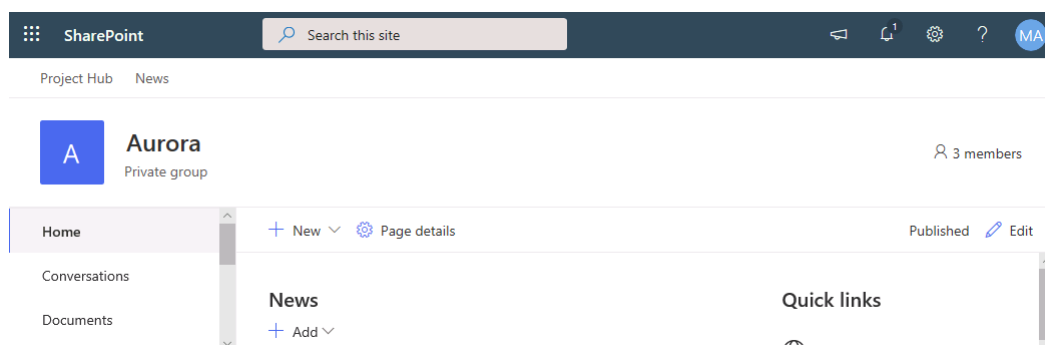 SharePoint Search this site 1 ? MA
Project Hub News
A Aurora
Private group
3 members
Home
Conversations
Documents
New Page details Published Edit
News
Add
Quick links